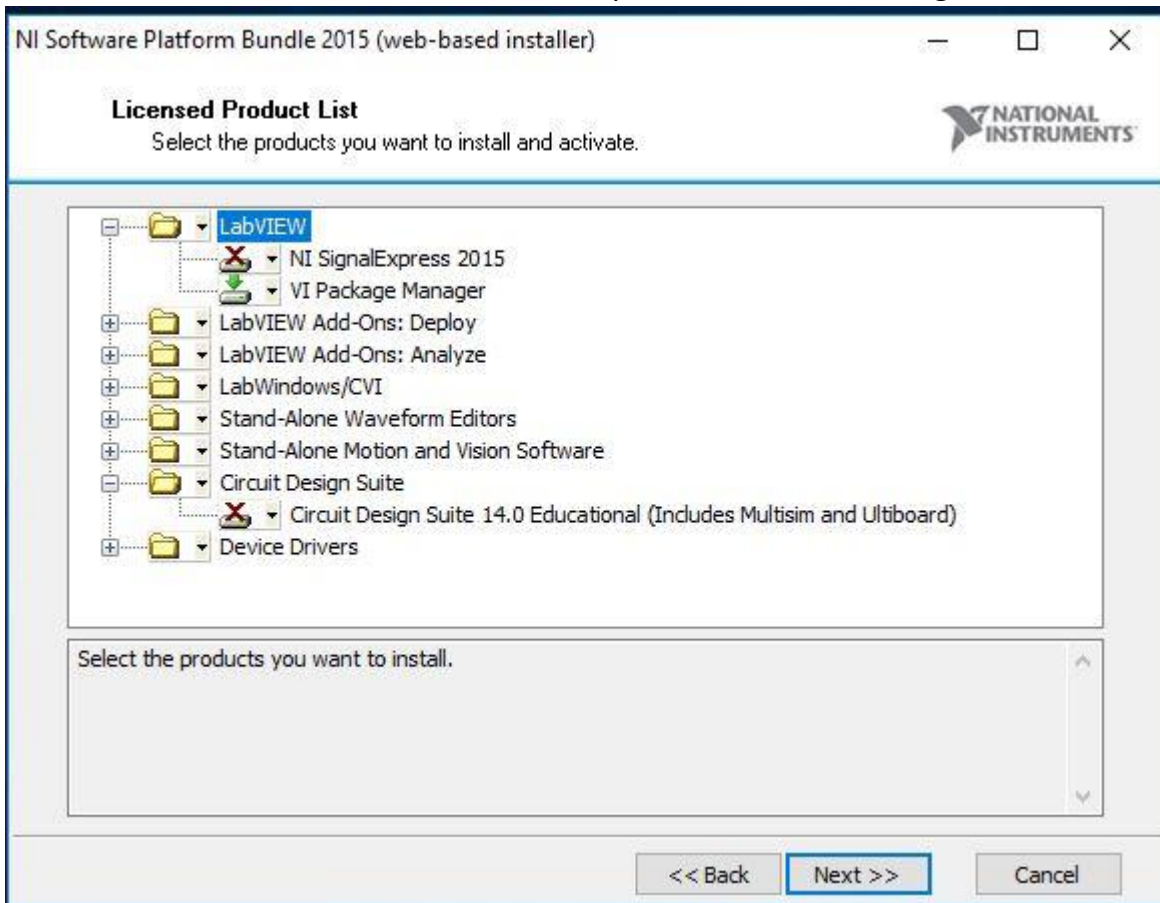 NI Software Platform Bundle 2015 (web-based installer)
Licensed Product List
Select the products you want to install and activate.
NATIONAL
INSTRUMENTS
LabVIEW
NI SignalExpress 2015
VI Package Manager
LabVIEW Add-Ons: Deploy
LabVIEW Add-Ons: Analyze
LabWindows/CVI
Stand-Alone Waveform Editors
Stand-Alone Motion and Vision Software
Circuit Design Suite
Circuit Design Suite 14.0 Educational (Includes Multisim and Ultiboard)
Device Drivers
Select the products you want to install.
<< Back Next >> Cancel